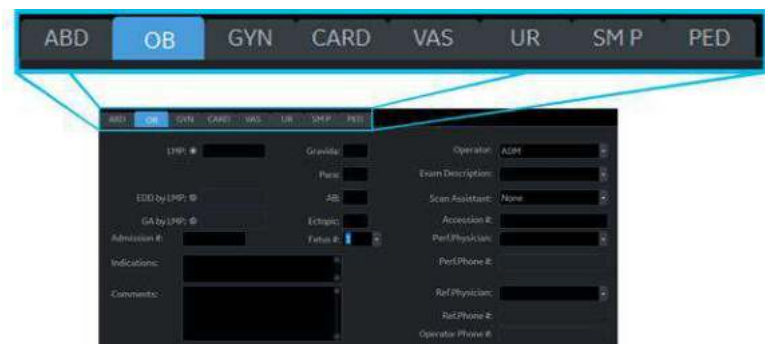 ABD OB GYN CARD VAS UR SM P PED
ABD OB GYN CARD VAS UR SM P PED
LMP: Gravida: Operator: ADM
Para: Exam Description:
EDD by LMP: AB: Scan Assistant: None
GA by LMP: Ectopic: Accession #:
Admission #: Fetus #: 1 Perf.Physician:
Indications: Perf.Phone #:
Comments: Ref.Physician:
Ref.Phone #:
Operator Phone #: